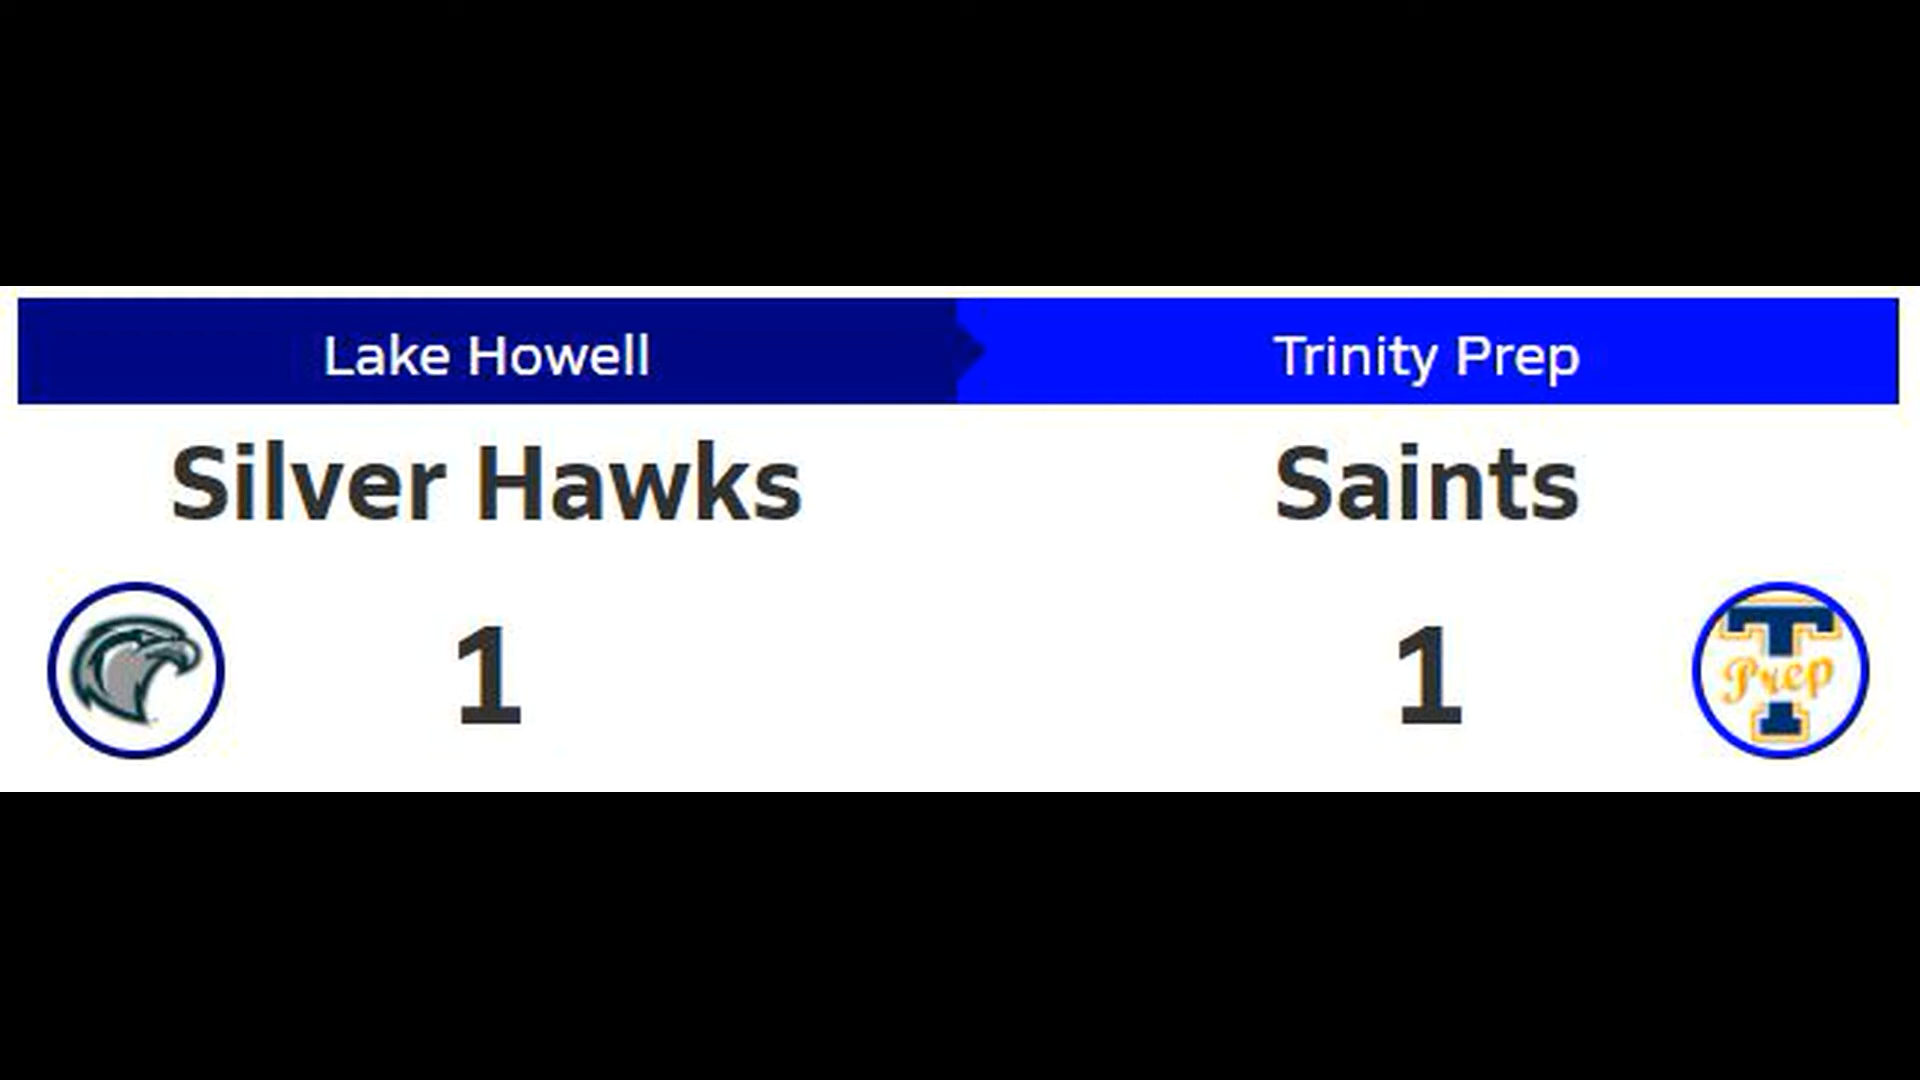 Lake Howell
Trinity Prep
Silver Hawks
Saints
1
1
T
Prep